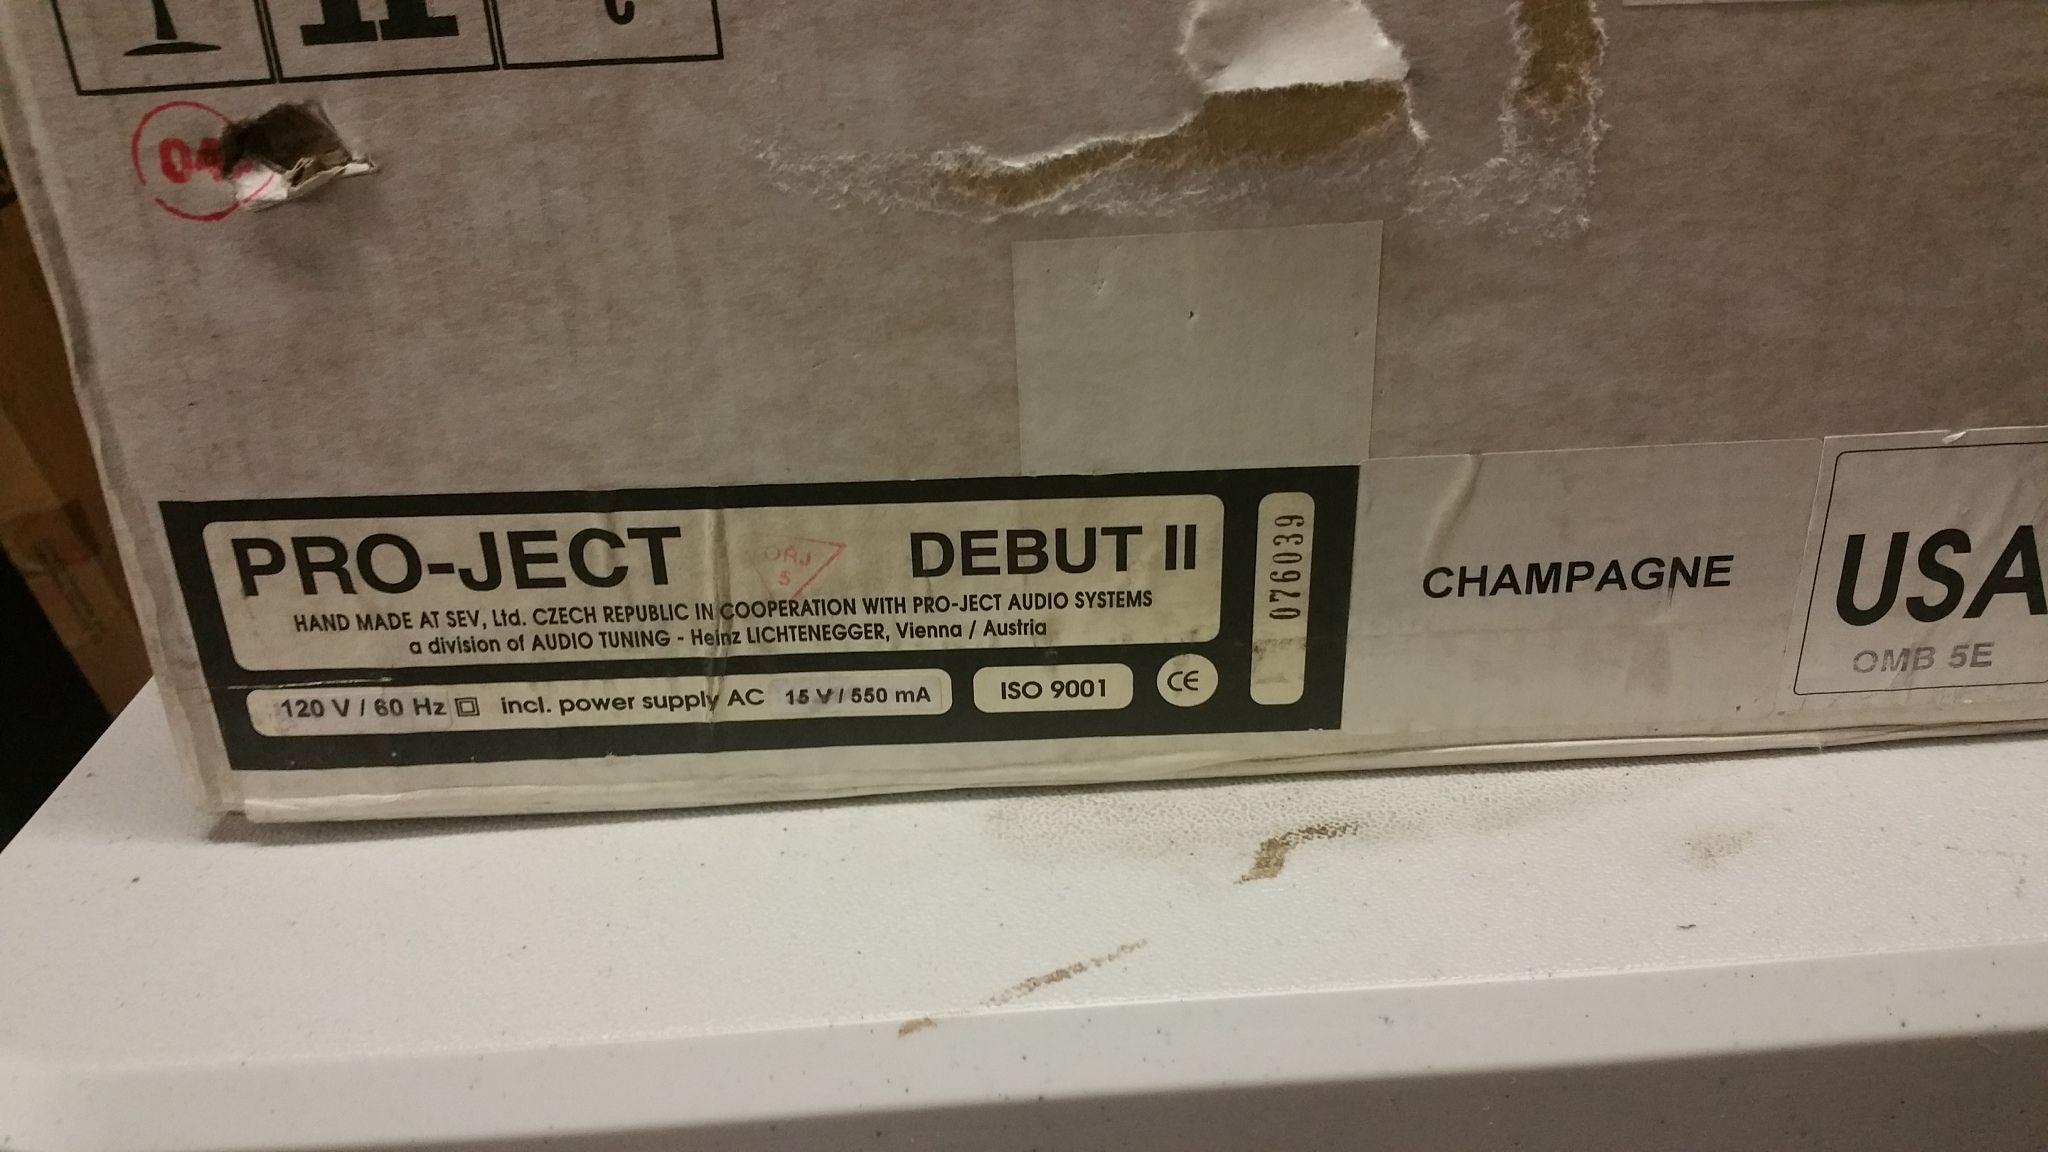 PRO-JECT DEBUT II
HAND MADE AT SEV, Ltd. CZECH REPUBLIC IN COOPERATION WITH PRO-JECT AUDIO SYSTEMS
a division of AUDIO TUNING - Heinz LICHTENEGGER, Vienna / Austria
120 V / 60 Hz incl. power supply AC 15 V / 550 mA
ISO 9001
CE
076039
CHAMPAGNE
USA
OMB 5E